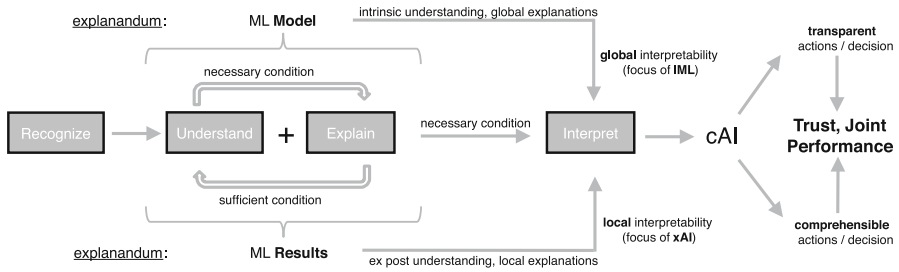 explanandum: ML Model
intrinsic understanding, global explanations
necessary condition
global interpretability
(focus of IML)
transparent
actions / decision
Recognize
Understand
+
Explain
necessary condition
Interpret
cAI
Trust, Joint
Performance
sufficient condition
local interpretability
(focus of xAI)
comprehensible
actions / decision
explanandum: ML Results
ex post understanding, local explanations